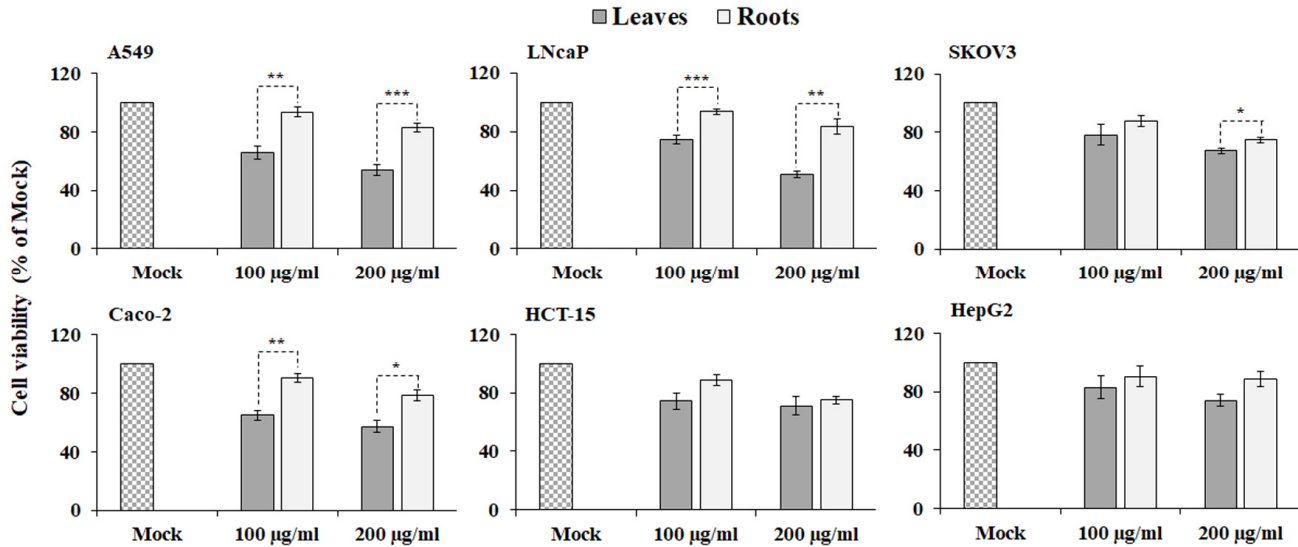 Leaves Roots
A549 LNcaP SKOV3
120 120 120
** *** *** ** *
80 80 80
40 40 40
0 0 0
Mock 100 µg/ml 200 µg/ml Mock 100 µg/ml 200 µg/ml Mock 100 µg/ml 200 µg/ml
Cell viability (% of Mock)
Caco-2 HCT-15 HepG2
120 120 120
** *
80 80 80
40 40 40
0 0 0
Mock 100 µg/ml 200 µg/ml Mock 100 µg/ml 200 µg/ml Mock 100 µg/ml 200 µg/ml